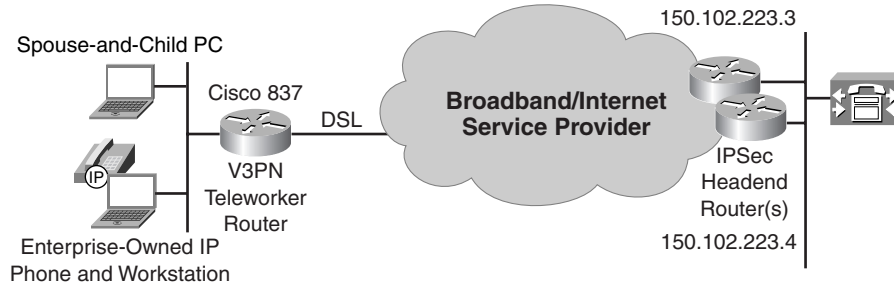 150.102.223.3
Spouse-and-Child PC
Cisco 837
DSL
Broadband/Internet
Service Provider
IP
V3PN
Teleworker
Router
IPSec
Headend
Router(s)
Enterprise-Owned IP
Phone and Workstation
150.102.223.4